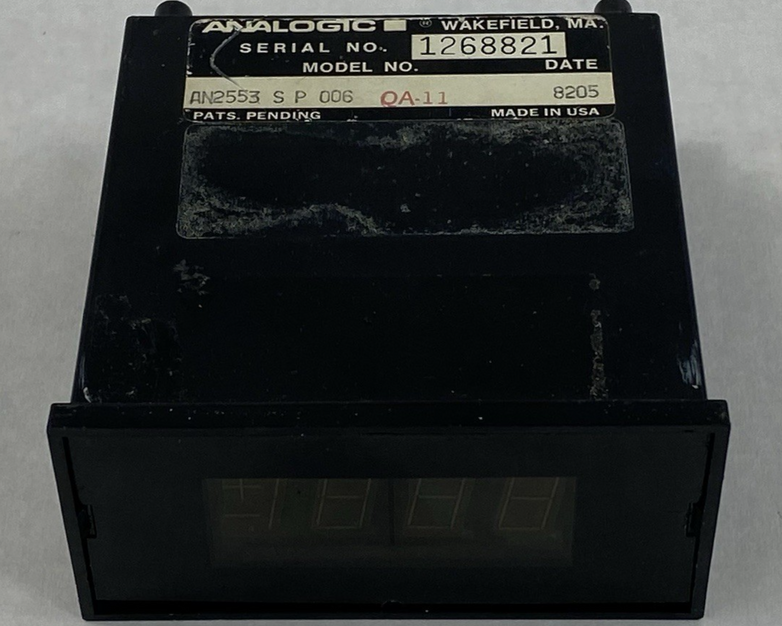 ANALOGIC ® WAKEFIELD, MA.
SERIAL NO. 1268821
MODEL NO. DATE
AN2553 S P 006 QA-11 8205
PATS. PENDING MADE IN USA